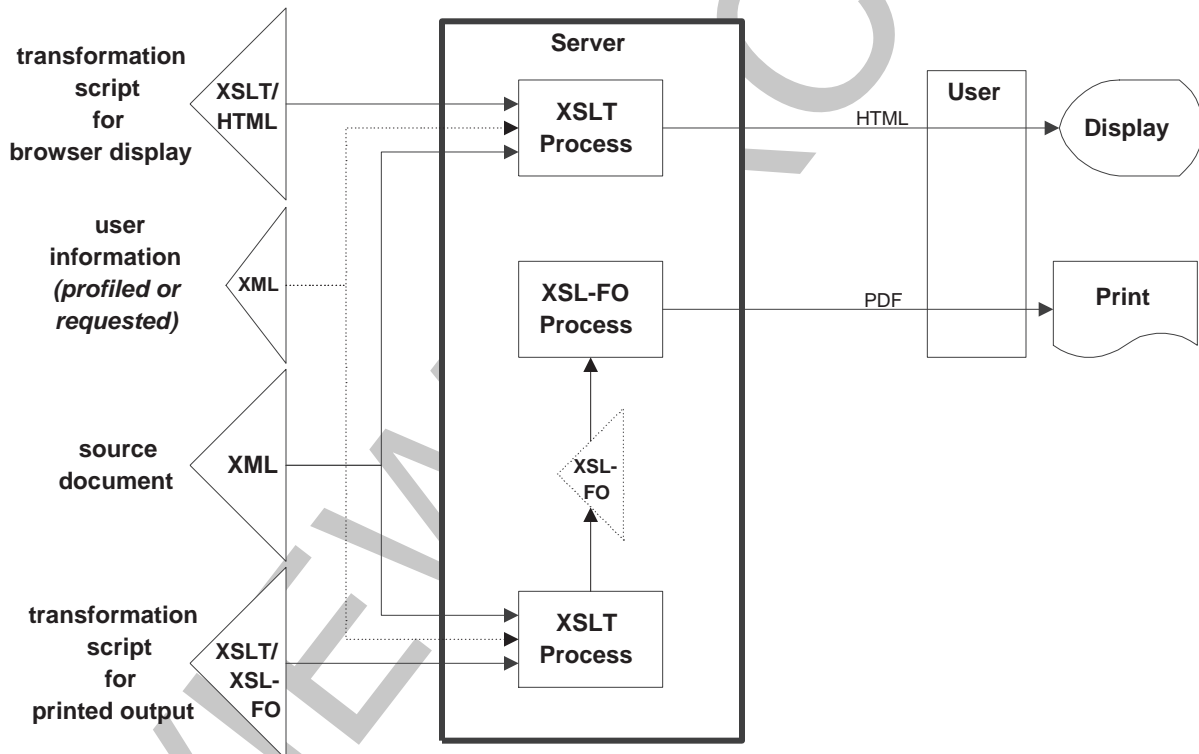 transformation
script
for
browser display
XSLT/
HTML
user
information
(profiled or
requested)
XML
source
document
XML
transformation
script
for
printed output
XSLT/
XSL-
FO
Server
XSLT
Process
XSL-FO
Process
XSL-
FO
XSLT
Process
HTML
PDF
User
Display
Print